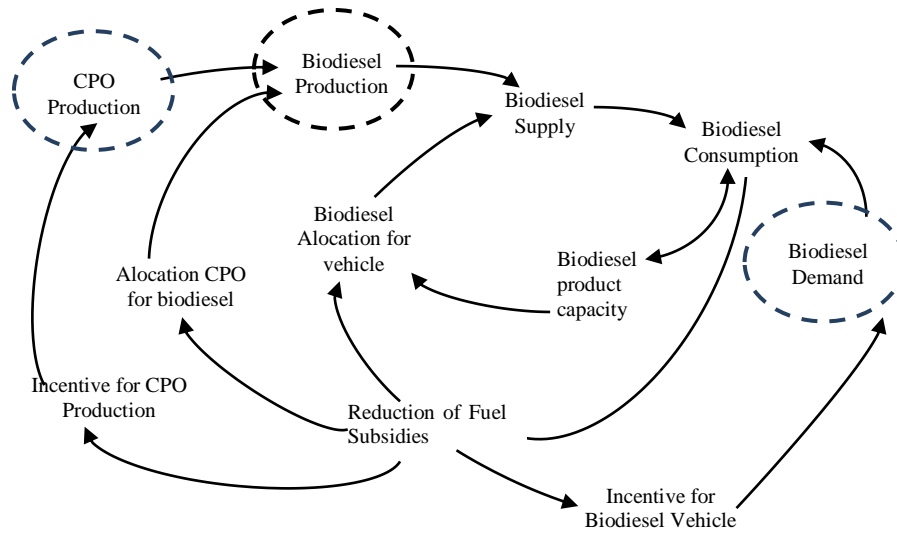 CPO
Production
Biodiesel
Production
Biodiesel
Supply
Biodiesel
Consumption
Biodiesel
Alocation for
vehicle
Alocation CPO
for biodiesel
Biodiesel
product
capacity
Biodiesel
Demand
Incentive for CPO
Production
Reduction of Fuel
Subsidies
Incentive for
Biodiesel Vehicle